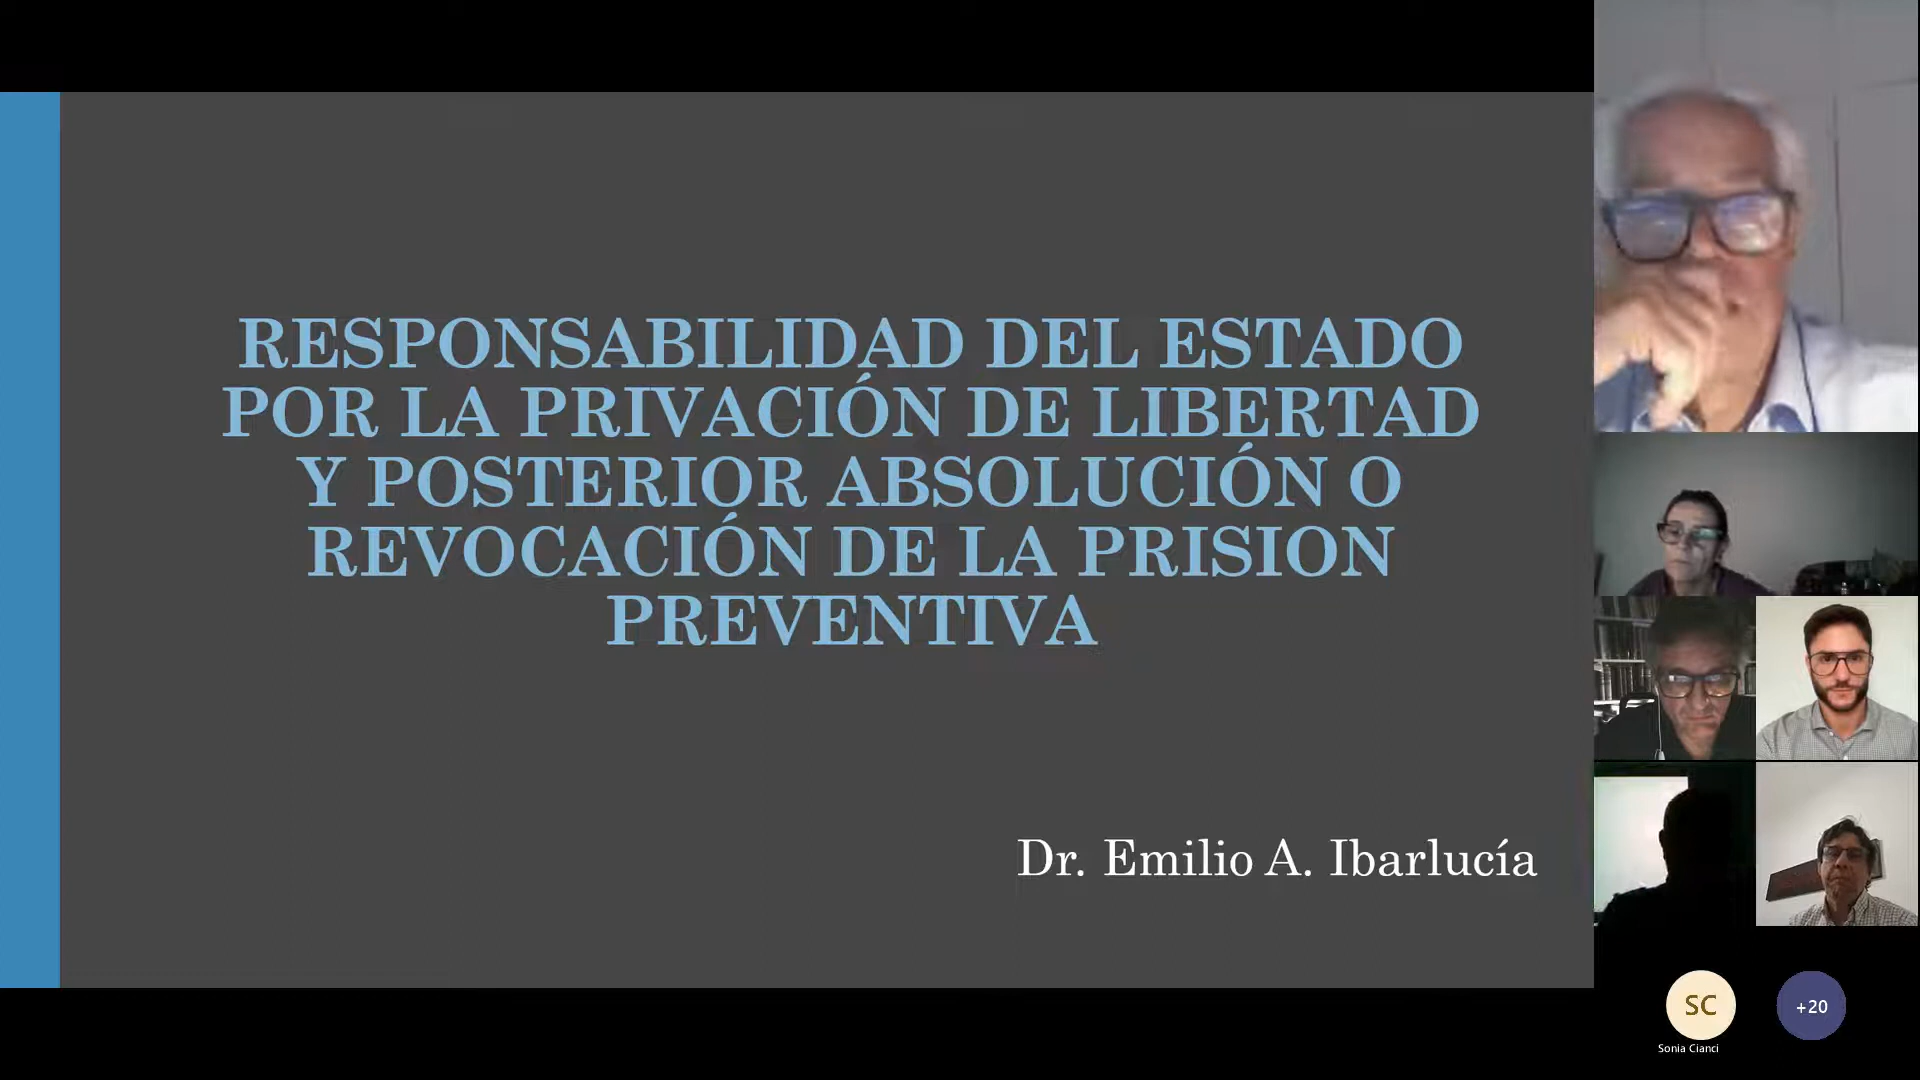 RESPONSABILIDAD DEL ESTADO
POR LA PRIVACIÓN DE LIBERTAD
Y POSTERIOR ABSOLUCIÓN O
REVOCACIÓN DE LA PRISION
PREVENTIVA
Dr. Emilio A. Ibarlucía
SC
+20
Sonia Cianci